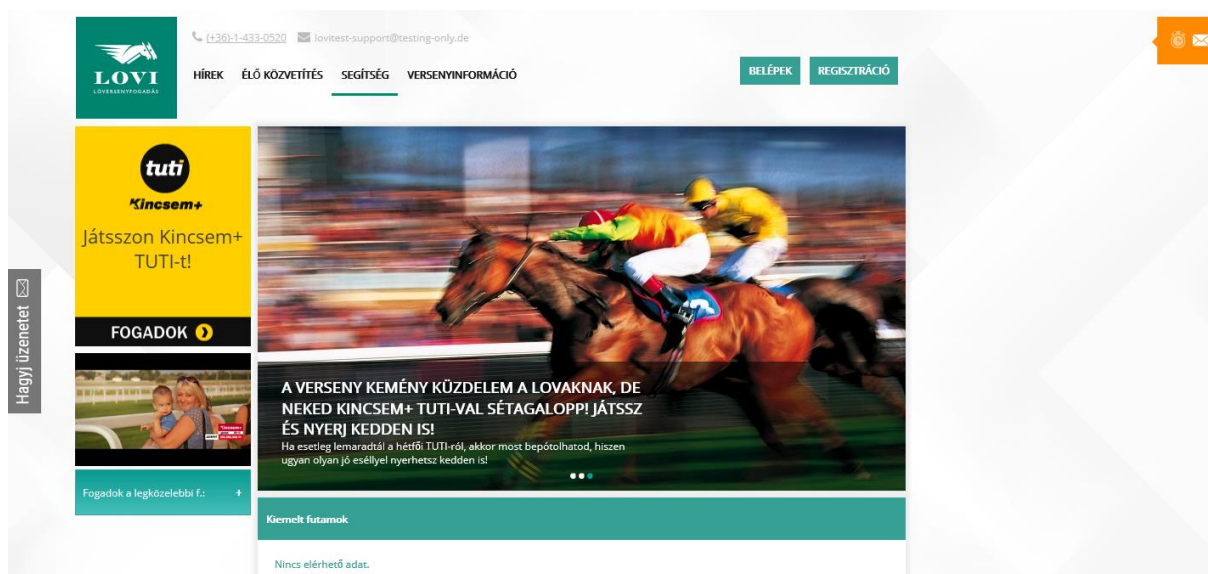 (+36)-1-433-0520 lovitest-support@testing-only.de
LOVI
LÓVERSENYFOGADÁS
HÍREK ÉLŐ KÖZVETÍTÉS SEGÍTSÉG VERSENYINFORMÁCIÓ
BELÉPEK REGISZTRÁCIÓ
tuti
Kincsem+
Játsszon Kincsem+
TUTI-t!
FOGADOK
Hagyj üzenetet
A VERSENY KEMÉNY KÜZDELEM A LOVAKNAK, DE
NEKED KINCSEM+ TUTI-VAL SÉTAGALOPP! JÁTSSZ
ÉS NYERJ KEDDEN IS!
Ha esetleg lemaradtál a hétfői TUTI-ról, akkor most bepótolhatod, hiszen
ugyan olyan jó eséllyel nyerhetsz kedden is!
Fogadok a legközelebbi f.: +
Kiemelt futamok
Nincs elérhető adat.